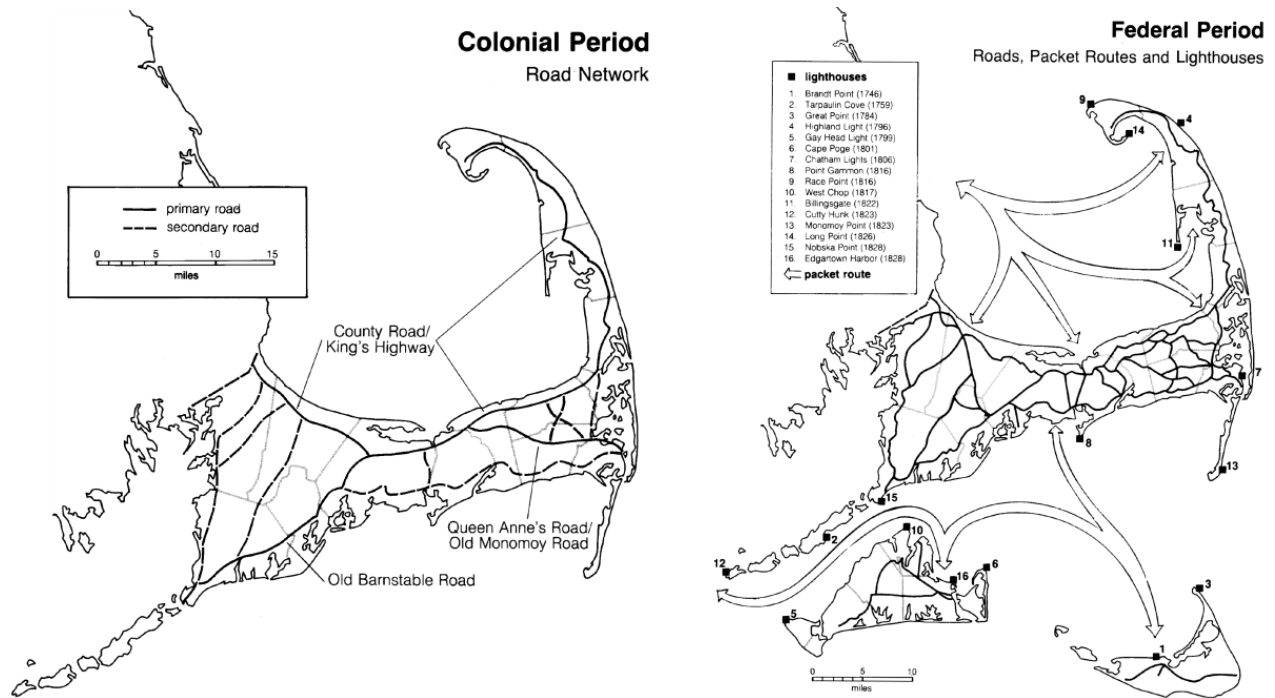 Colonial Period
Road Network
primary road
secondary road
0 5 10 15
miles
County Road/
King's Highway
Queen Anne's Road/
Old Monomoy Road
Old Barnstable Road
Federal Period
Roads, Packet Routes and Lighthouses
lighthouses
1. Brandt Point (1746)
2. Tarpaulin Cove (1759)
3. Great Point (1784)
4 Highland Light (1796)
5. Gay Head Light (1799)
6. Cape Poge (1801)
7. Chatham Lights (1806)
8. Point Gammon (1816)
9. Race Point (1816)
10. West Chop (1817)
11. Billingsgate (1822)
12. Cutty Hunk (1823)
13. Monomoy Point (1823)
14. Long Point (1826)
15. Nobska Point (1828)
16. Edgartown Harbor (1828)
packet route
9
4
14
11
7
8
13
15
10
2
12
16
6
5
3
1
0 5 10
miles